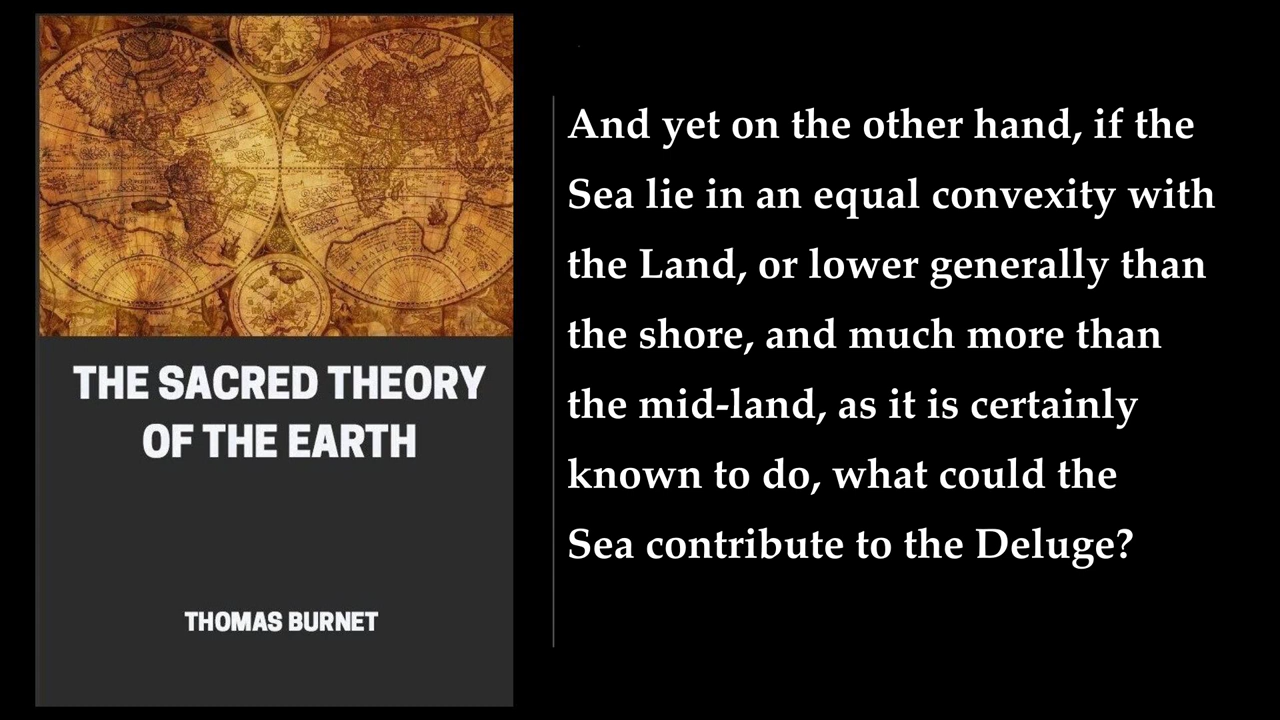 THE SACRED THEORY
OF THE EARTH
THOMAS BURNET
And yet on the other hand, if the
Sea lie in an equal convexity with
the Land, or lower generally than
the shore, and much more than
the mid-land, as it is certainly
known to do, what could the
Sea contribute to the Deluge?